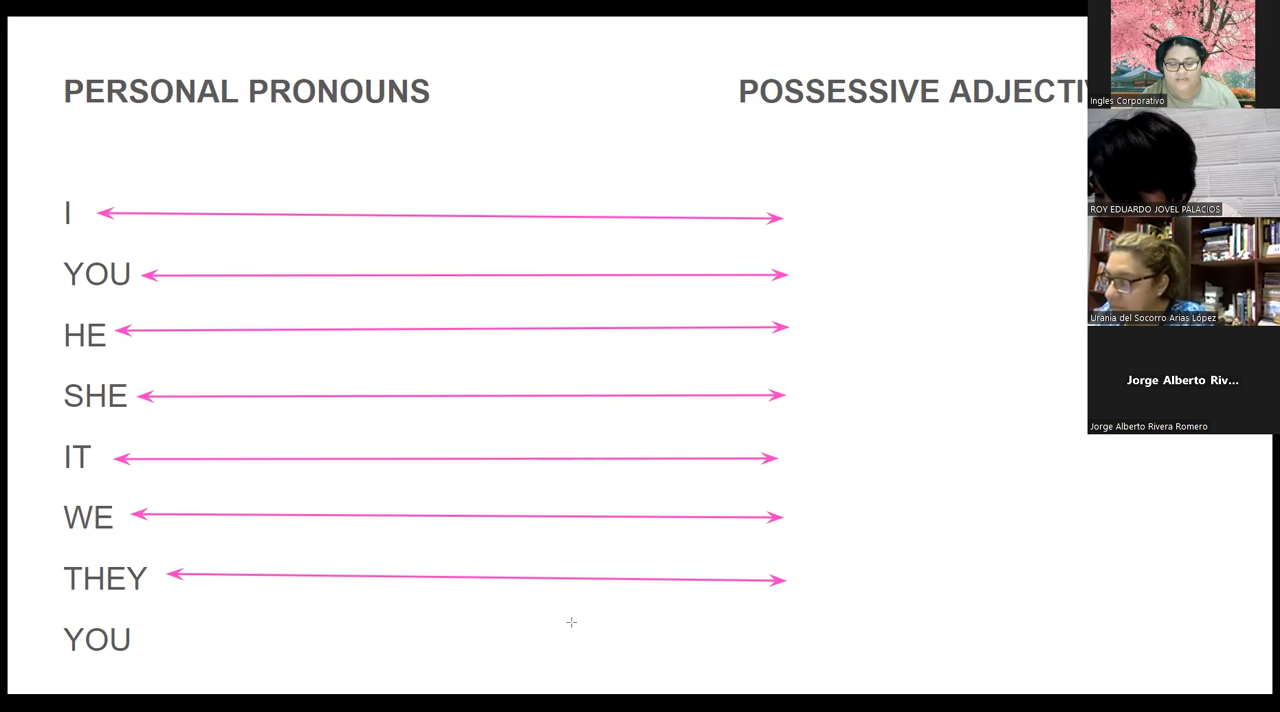 PERSONAL PRONOUNS
POSSESSIVE ADJECTIV
I
YOU
HE
SHE
IT
WE
THEY
YOU
Ingles Corporativo
ROY EDUARDO JOVEL PALACIOS
Urania del Socorro Arias López
Jorge Alberto Riv...
Jorge Alberto Rivera Romero